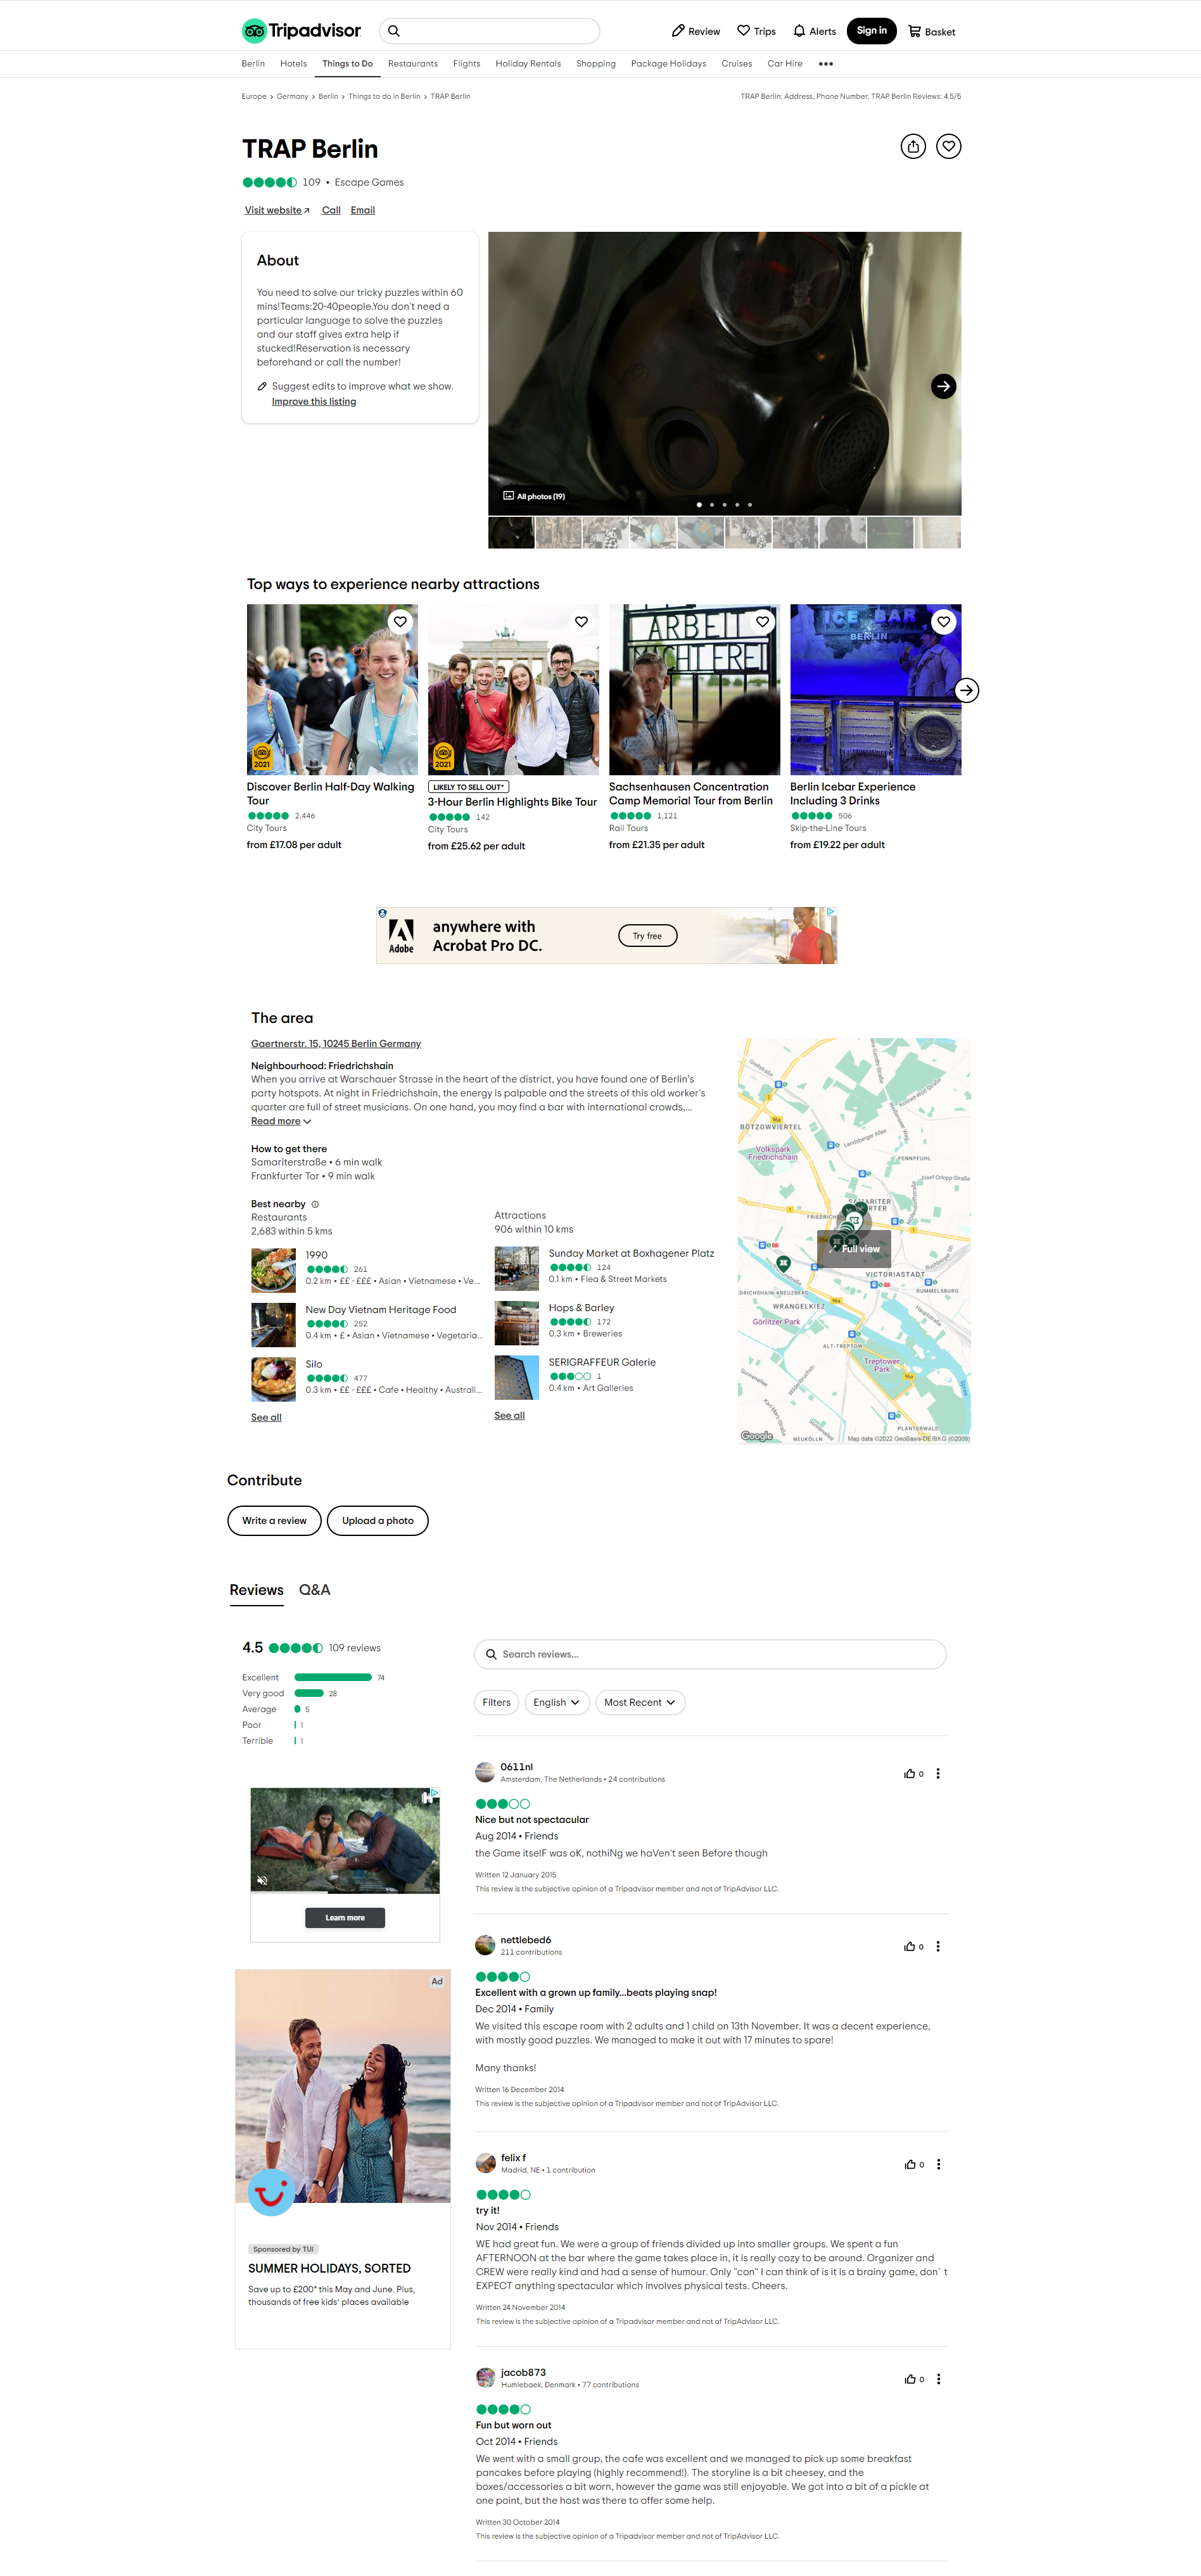 Tripadvisor
Review
Trips
Alerts
Sign in
Basket
Berlin
Hotels
Things to Do
Restaurants
Flights
Holiday Rentals
Shopping
Package Holidays
Cruises
Car Hire
Europe › Germany › Berlin › Things to do in Berlin › TRAP Berlin
TRAP Berlin: Address, Phone Number, TRAP Berlin Reviews: 4.5/5
TRAP Berlin
109 • Escape Games
Visit website
Call
Email
About
You need to solve our tricky puzzles within 60
mins!Teams:20-40people.You don't need a
particular language to solve the puzzles
and our staff gives extra help if
stucked!Reservation is necessary
beforehand or call the number!
Suggest edits to improve what we show.
Improve this listing
All photos (19)
Top ways to experience nearby attractions
2021
Discover Berlin Half-Day Walking
Tour
2,446
City Tours
from £17.08 per adult
2021
LIKELY TO SELL OUT*
3-Hour Berlin Highlights Bike Tour
142
City Tours
from £25.62 per adult
ARBEIT
MACHT FREI
Sachsenhausen Concentration
Camp Memorial Tour from Berlin
1,121
Rail Tours
from £21.35 per adult
ICE BAR
BERLIN
Berlin Icebar Experience
Including 3 Drinks
506
Skip-the-Line Tours
from £19.22 per adult
Adobe
anywhere with
Acrobat Pro DC.
Try free
The area
Gaertnerstr. 15, 10245 Berlin Germany
Neighbourhood: Friedrichshain
When you arrive at Warschauer Strasse in the heart of the district, you have found one of Berlin's
party hotspots. At night in Friedrichshain, the energy is palpable and the streets of this old worker's
quarter are full of street musicians. On one hand, you may find a bar with international crowds,...
Read more
How to get there
Samariterstraße • 6 min walk
Frankfurter Tor • 9 min walk
Best nearby
Restaurants
2,683 within 5 kms
1990
261
0.2 km • ££ - £££ • Asian • Vietnamese • Ve...
New Day Vietnam Heritage Food
252
0.4 km • £ • Asian • Vietnamese • Vegetaria...
Silo
477
0.3 km • ££ - £££ • Cafe • Healthy • Australi...
See all
Attractions
906 within 10 kms
Sunday Market at Boxhagener Platz
124
0.1 km • Flea & Street Markets
Hops & Barley
172
0.3 km • Breweries
SERIGRAFFEUR Galerie
1
0.4 km • Art Galleries
See all
BÖTZOWVIERTEL
Volkspark
Friedrichshain
Landsberger Allee
FENNPFUHL
Josef-Orlopp-Straße
Full view
VICTORIASTADT
RUMMELSBURG
WRANGELKIEZ
Görlitzer Park
Hauptstraße
ALT-TREPTOW
Treptower
Park
96a
PLÄNTERWALD
NEUKÖLLN
Google
Map data ©2022 GeoBasis-DE/BKG (©2009)
Contribute
Write a review
Upload a photo
Reviews
Q&A
4.5
109 reviews
Excellent 74
Very good 28
Average 5
Poor 1
Terrible 1
Learn more
Ad
Sponsored by TUI
SUMMER HOLIDAYS, SORTED
Save up to £200* this May and June. Plus,
thousands of free kids' places available
Search reviews...
Filters
English
Most Recent
0611nl
Amsterdam, The Netherlands • 24 contributions
0
Nice but not spectacular
Aug 2014 • Friends
the Game itselF was oK, nothiNg we haVen't seen Before though
Written 12 January 2015
This review is the subjective opinion of a Tripadvisor member and not of TripAdvisor LLC.
nettlebed6
211 contributions
0
Excellent with a grown up family...beats playing snap!
Dec 2014 • Family
We visited this escape room with 2 adults and 1 child on 13th November. It was a decent experience,
with mostly good puzzles. We managed to make it out with 17 minutes to spare!
Many thanks!
Written 16 December 2014
This review is the subjective opinion of a Tripadvisor member and not of TripAdvisor LLC.
felix f
Madrid, NE • 1 contribution
0
try it!
Nov 2014 • Friends
WE had great fun. We were a group of friends divided up into smaller groups. We spent a fun
AFTERNOON at the bar where the game takes place in, it is really cozy to be around. Organizer and
CREW were really kind and had a sense of humour. Only "con" I can think of is it is a brainy game, don´t
EXPECT anything spectacular which involves physical tests. Cheers.
Written 24 November 2014
This review is the subjective opinion of a Tripadvisor member and not of TripAdvisor LLC.
jacob873
Humlebaek, Denmark • 77 contributions
0
Fun but worn out
Oct 2014 • Friends
We went with a small group, the cafe was excellent and we managed to pick up some breakfast
pancakes before playing (highly recommend!). The storyline is a bit cheesey, and the
boxes/accessories a bit worn, however the game was still enjoyable. We got into a bit of a pickle at
one point, but the host was there to offer some help.
Written 30 October 2014
This review is the subjective opinion of a Tripadvisor member and not of TripAdvisor LLC.